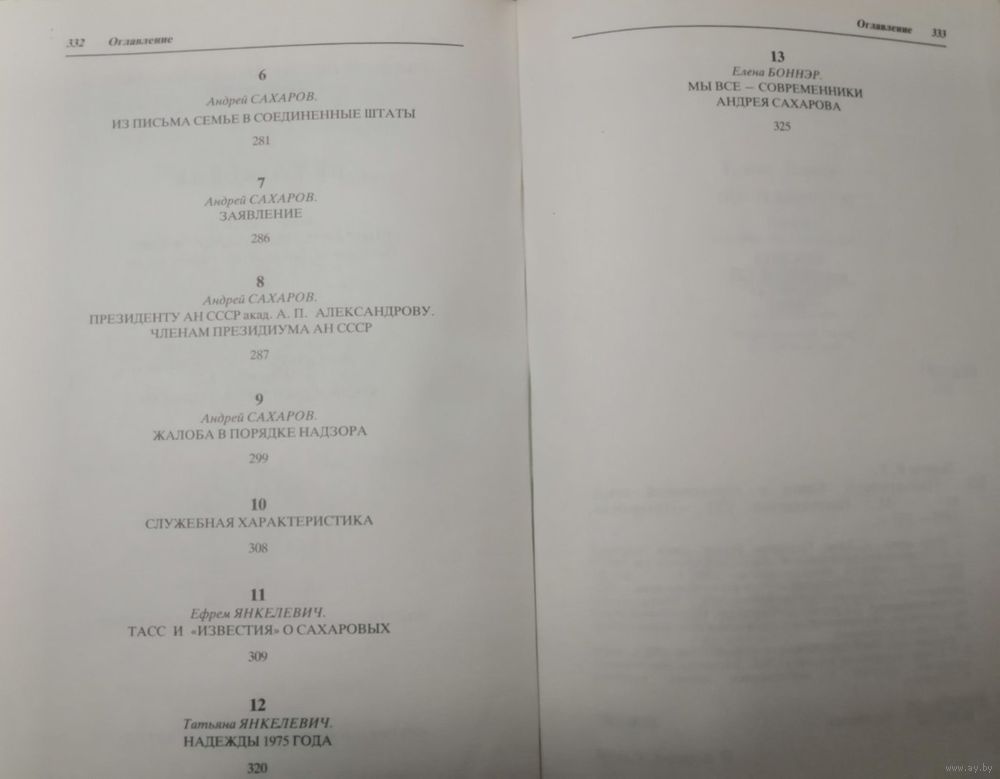 332 Оглавление
6
Андрей САХАРОВ.
ИЗ ПИСЬМА СЕМЬЕ В СОЕДИНЕННЫЕ ШТАТЫ
281
7
Андрей САХАРОВ.
ЗАЯВЛЕНИЕ
286
8
Андрей САХАРОВ.
ПРЕЗИДЕНТУ АН СССР акад. А. П. АЛЕКСАНДРОВУ.
ЧЛЕНАМ ПРЕЗИДИУМА АН СССР
287
9
Андрей САХАРОВ.
ЖАЛОБА В ПОРЯДКЕ НАДЗОРА
299
10
СЛУЖЕБНАЯ ХАРАКТЕРИСТИКА
308
11
Ефрем ЯНКЕЛЕВИЧ.
ТАСС И «ИЗВЕСТИЯ» О САХАРОВЫХ
309
12
Татьяна ЯНКЕЛЕВИЧ.
НАДЕЖДЫ 1975 ГОДА
320
Оглавление 333
13
Елена БОННЭР.
МЫ ВСЕ — СОВРЕМЕННИКИ
АНДРЕЯ САХАРОВА
325
www.ay.by